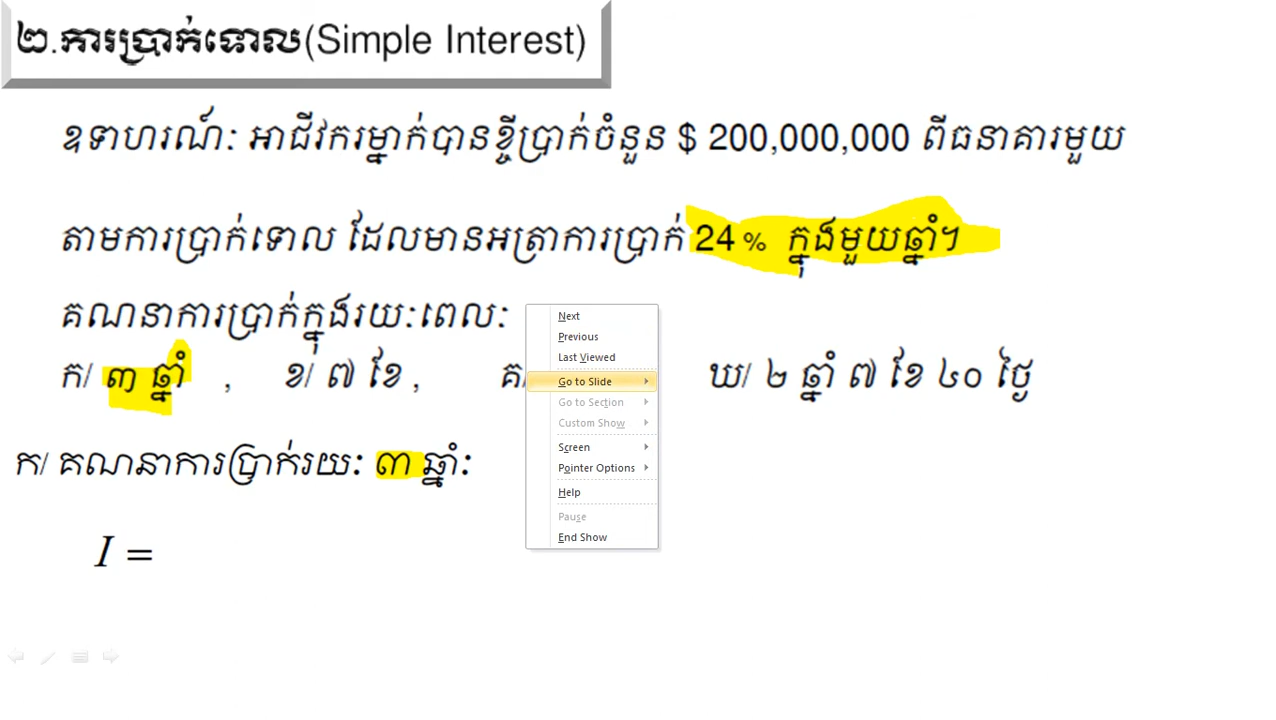 ២.ការប្រាក់ទោល(Simple Interest)
ឧទាហរណ៍ៈ អាជីវករម្នាក់បានខ្ចីប្រាក់ចំនួន $ 200,000,000 ពីធនាគារមួយ
តាមការប្រាក់ទោល ដែលមានអត្រាការប្រាក់ 24 % ក្នុងមួយឆ្នាំ។
គណនាការប្រាក់ក្នុងរយៈពេលៈ
ក/ ៣ ឆ្នាំ , ខ/ ៧ ខែ , គ/ ឃ/ ២ ឆ្នាំ ៧ ខែ ៤០ ថ្ងៃ
ក/ គណនាការប្រាក់រយៈ ៣ ឆ្នាំៈ
I =
Next
Previous
Last Viewed
Go to Slide
Go to Section
Custom Show
Screen
Pointer Options
Help
Pause
End Show